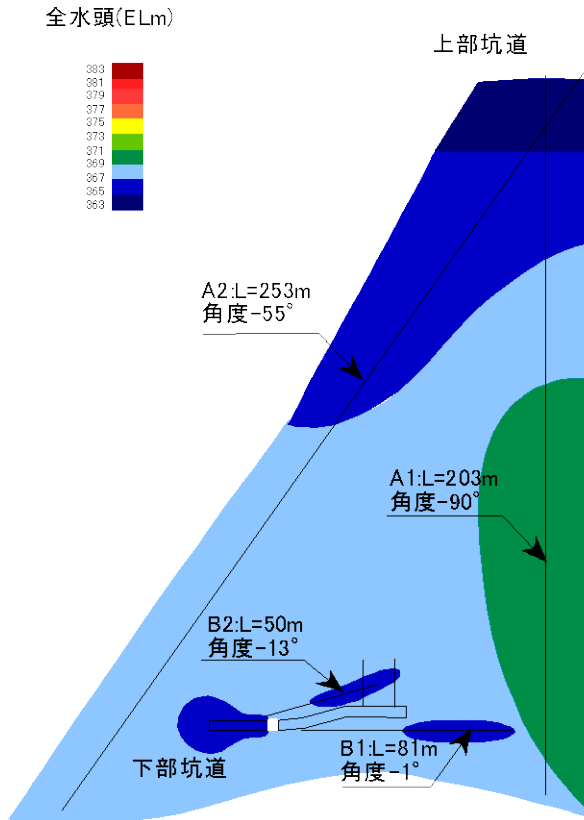 全水頭(ELm)
上部坑道
383
381
379
377
375
373
371
369
367
365
363
A2:L=253m
角度-55°
A1:L=203m
角度-90°
B2:L=50m
角度-13°
下部坑道
B1:L=81m
角度-1°